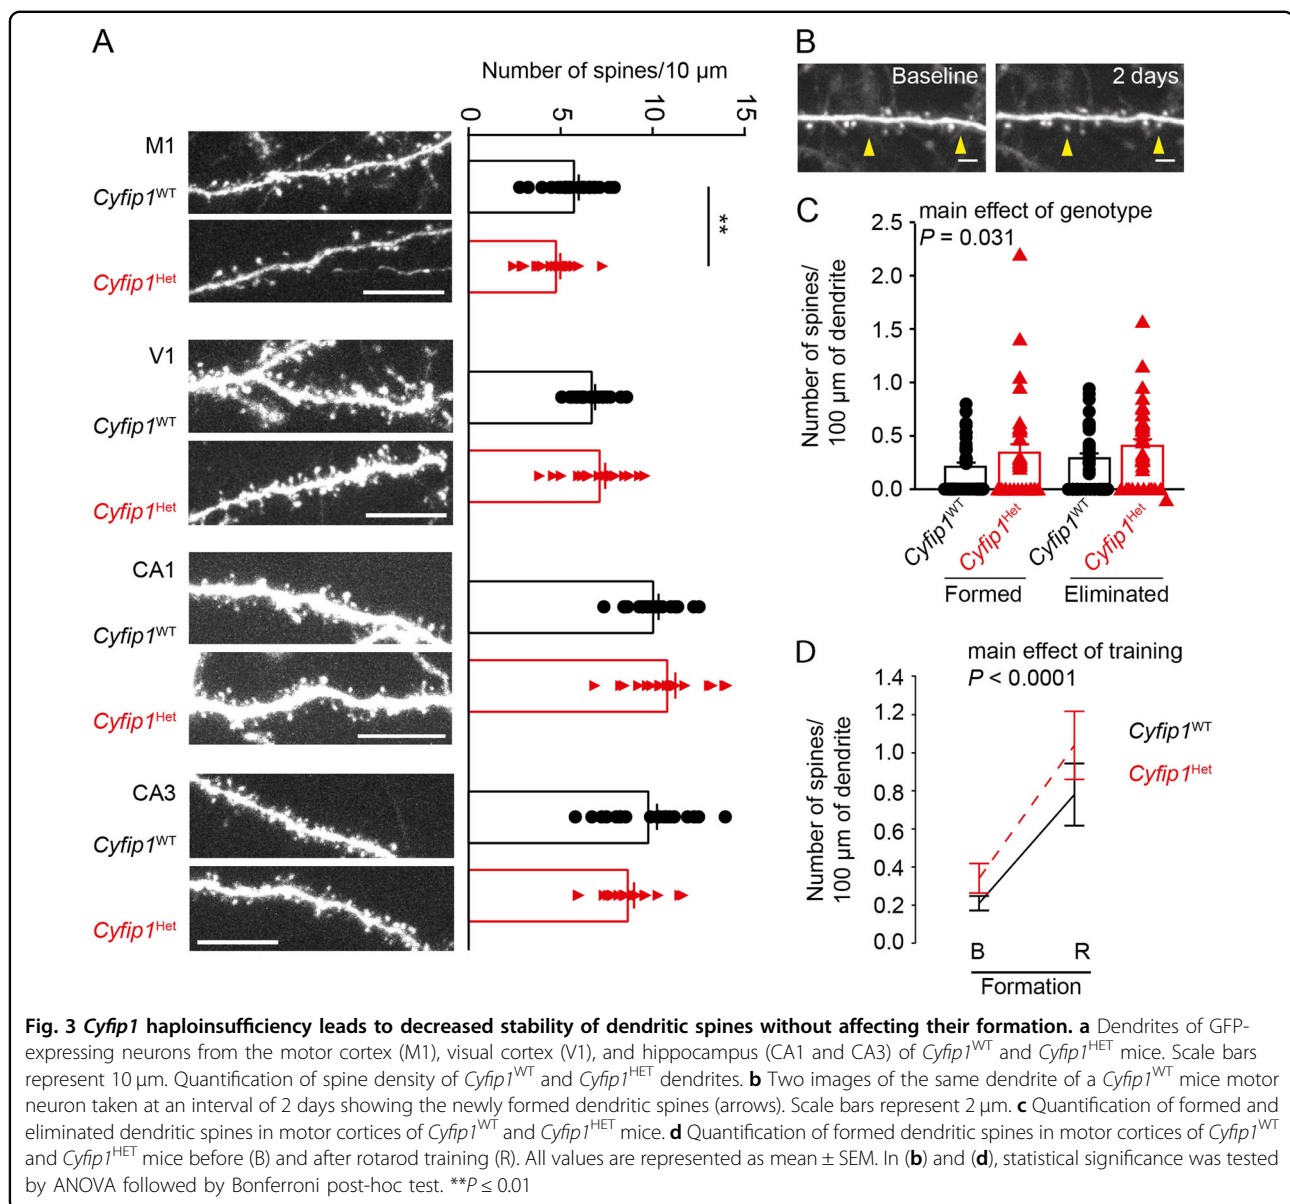 A
Number of spines/10 µm
0
5
10
15
M1
Cyfip1WT
Cyfip1Het
**
V1
Cyfip1WT
Cyfip1Het
CA1
Cyfip1WT
Cyfip1Het
CA3
Cyfip1WT
Cyfip1Het
B
Baseline
2 days
C
main effect of genotype
P = 0.031
Number of spines/
100 µm of dendrite
2.5
2.0
1.5
1.0
0.5
0.0
Cyfip1WT
Cyfip1Het
Cyfip1WT
Cyfip1Het
Formed
Eliminated
D
main effect of training
P < 0.0001
Number of spines/
100 µm of dendrite
1.4
1.2
1.0
0.8
0.6
0.4
0.2
0.0
Cyfip1WT
Cyfip1Het
B
R
Formation
Fig. 3 Cyfip1 haploinsufficiency leads to decreased stability of dendritic spines without affecting their formation. a Dendrites of GFP-
expressing neurons from the motor cortex (M1), visual cortex (V1), and hippocampus (CA1 and CA3) of Cyfip1WT and Cyfip1HET mice. Scale bars
represent 10 µm. Quantification of spine density of Cyfip1WT and Cyfip1HET dendrites. b Two images of the same dendrite of a Cyfip1WT mice motor
neuron taken at an interval of 2 days showing the newly formed dendritic spines (arrows). Scale bars represent 2 µm. c Quantification of formed and
eliminated dendritic spines in motor cortices of Cyfip1WT and Cyfip1HET mice. d Quantification of formed dendritic spines in motor cortices of Cyfip1WT
and Cyfip1HET mice before (B) and after rotarod training (R). All values are represented as mean ± SEM. In (b) and (d), statistical significance was tested
by ANOVA followed by Bonferroni post-hoc test. **P ≤ 0.01